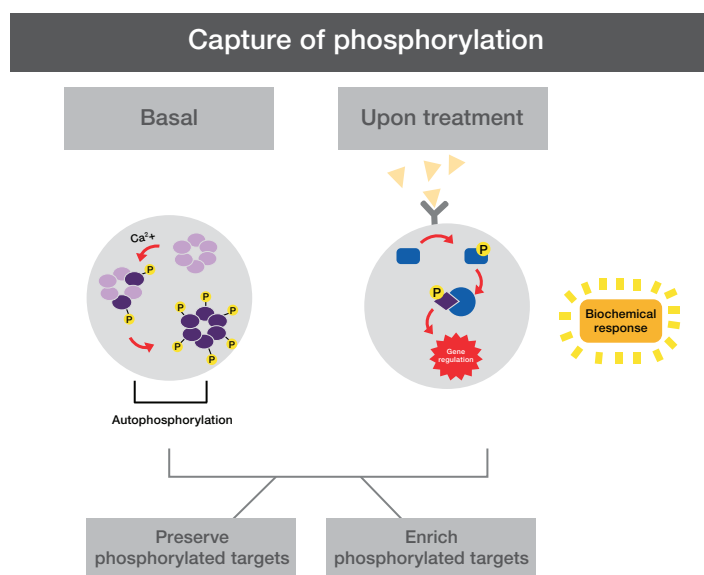 Capture of phosphorylation
Basal
Upon treatment
Ca²+
P
P
P
P
P
P
P
P
Autophosphorylation
P
P
Gene
regulation
Biochemical
response
Preserve
phosphorylated targets
Enrich
phosphorylated targets